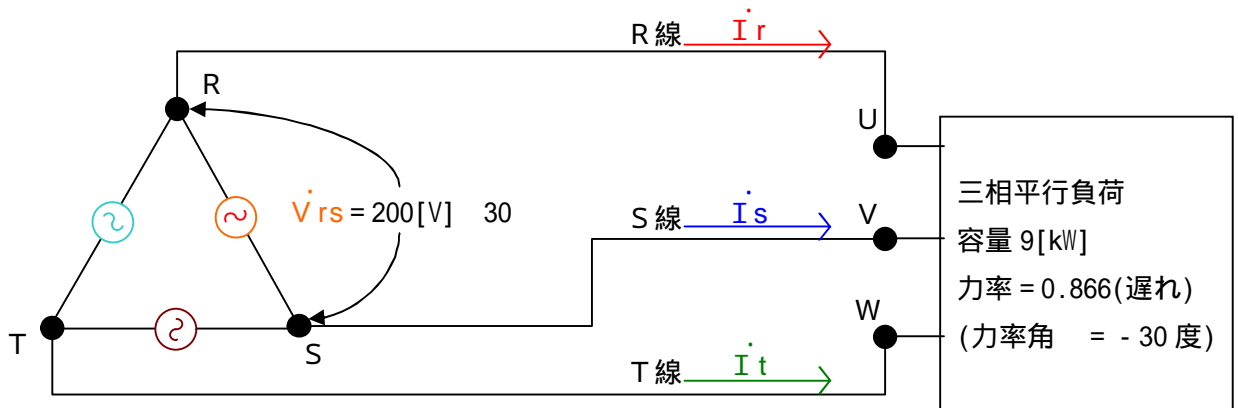 R線
İr
R
U
V̇rs=200[V]　30
S線
İs
V
三相平行負荷
容量 9[kW]
力率=0.866(遅れ)
(力率角　= - 30 度)
W
T
S
T線
İt